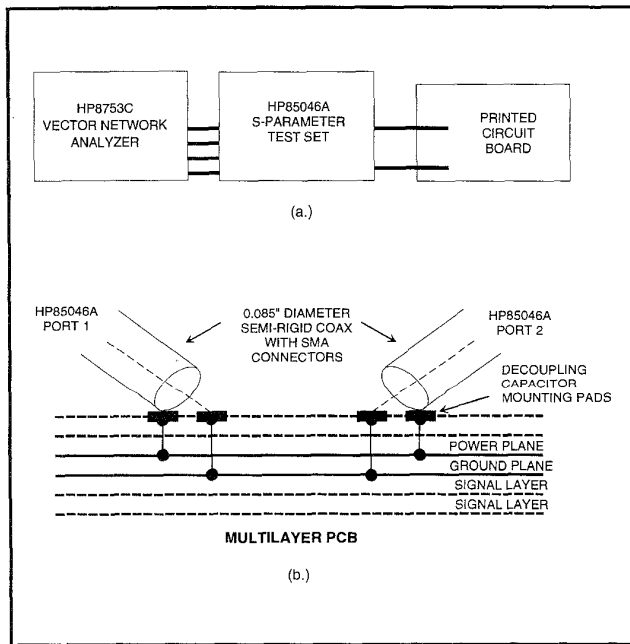 HP8753C
VECTOR NETWORK
ANALYZER
HP85046A
S-PARAMETER
TEST SET
PRINTED
CIRCUIT
BOARD
(a.)
HP85046A
PORT 1
0.085" DIAMETER
SEMI-RIGID COAX
WITH SMA
CONNECTORS
HP85046A
PORT 2
DECOUPLING
CAPACITOR
MOUNTING PADS
POWER PLANE
GROUND PLANE
SIGNAL LAYER
SIGNAL LAYER
MULTILAYER PCB
(b.)